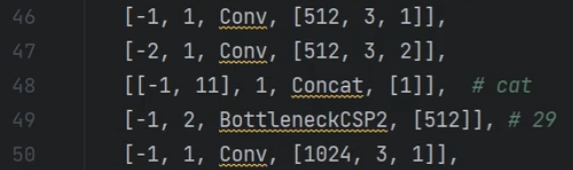 46 [-1, 1, Conv, [512, 3, 1]],
47 [-2, 1, Conv, [512, 3, 2]],
48 [[-1, 11], 1, Concat, [1]], # cat
49 [-1, 2, BottleneckCSP2, [512]], # 29
50 [-1, 1, Conv, [1024, 3, 1]],